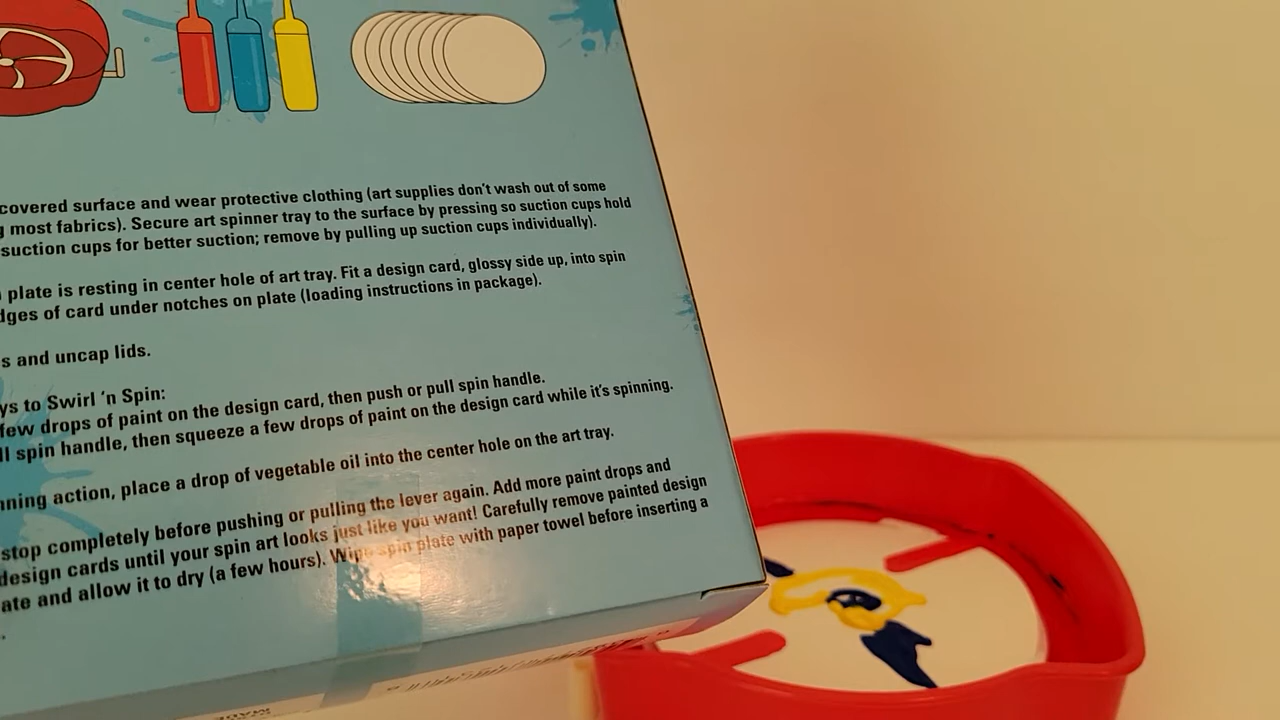 covered surface and wear protective clothing (art supplies don't wash out of some
g most fabrics). Secure art spinner tray to the surface by pressing so suction cups hold
suction cups for better suction; remove by pulling up suction cups individually).
plate is resting in center hole of art tray. Fit a design card, glossy side up, into spin
dges of card under notches on plate (loading instructions in package).
s and uncap lids.
ys to Swirl 'n Spin:
few drops of paint on the design card, then push or pull spin handle.
ll spin handle, then squeeze a few drops of paint on the design card while it's spinning.
nning action, place a drop of vegetable oil into the center hole on the art tray.
stop completely before pushing or pulling the lever again. Add more paint drops and
design cards until your spin art looks just like you want! Carefully remove painted design
ate and allow it to dry (a few hours). Wipe spin plate with paper towel before inserting a